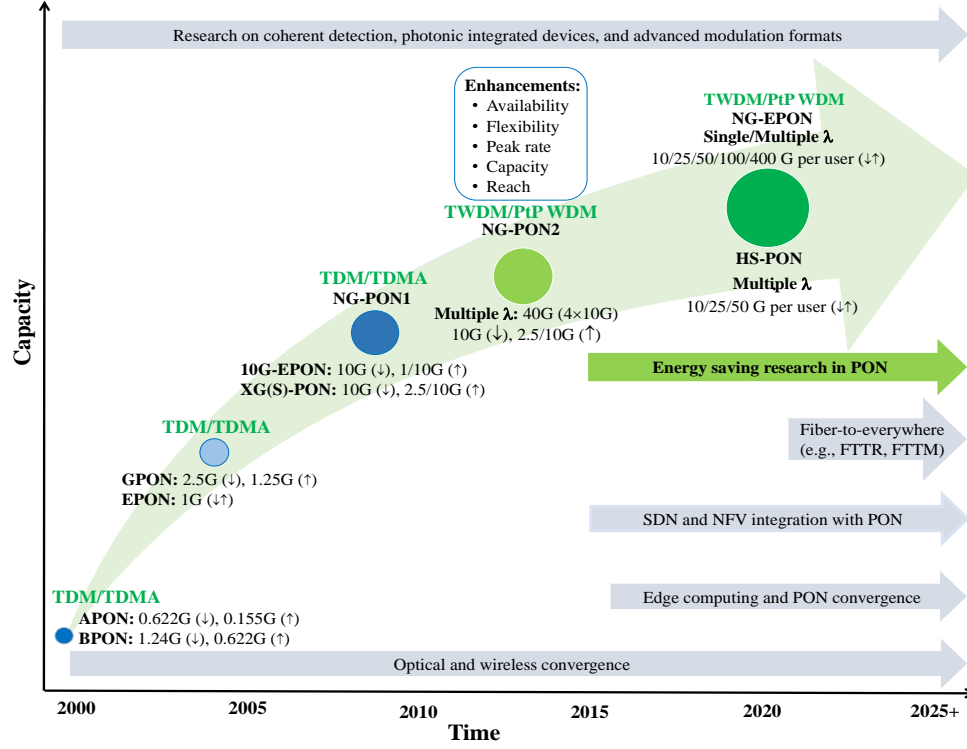 Research on coherent detection, photonic integrated devices, and advanced modulation formats
Enhancements:
• Availability
• Flexibility
• Peak rate
• Capacity
• Reach
TWDM/PtP WDM
NG-EPON
Single/Multiple λ
10/25/50/100/400 G per user (↓↑)
HS-PON
Multiple λ
10/25/50 G per user (↓↑)
TWDM/PtP WDM
NG-PON2
Multiple λ: 40G (4×10G)
10G (↓), 2.5/10G (↑)
TDM/TDMA
NG-PON1
10G-EPON: 10G (↓), 1/10G (↑)
XG(S)-PON: 10G (↓), 2.5/10G (↑)
Energy saving research in PON
TDM/TDMA
GPON: 2.5G (↓), 1.25G (↑)
EPON: 1G (↓↑)
Fiber-to-everywhere
(e.g., FTTR, FTTM)
SDN and NFV integration with PON
Edge computing and PON convergence
TDM/TDMA
APON: 0.622G (↓), 0.155G (↑)
BPON: 1.24G (↓), 0.622G (↑)
Optical and wireless convergence
Capacity
2000 2005 2010 2015 2020 2025+
Time